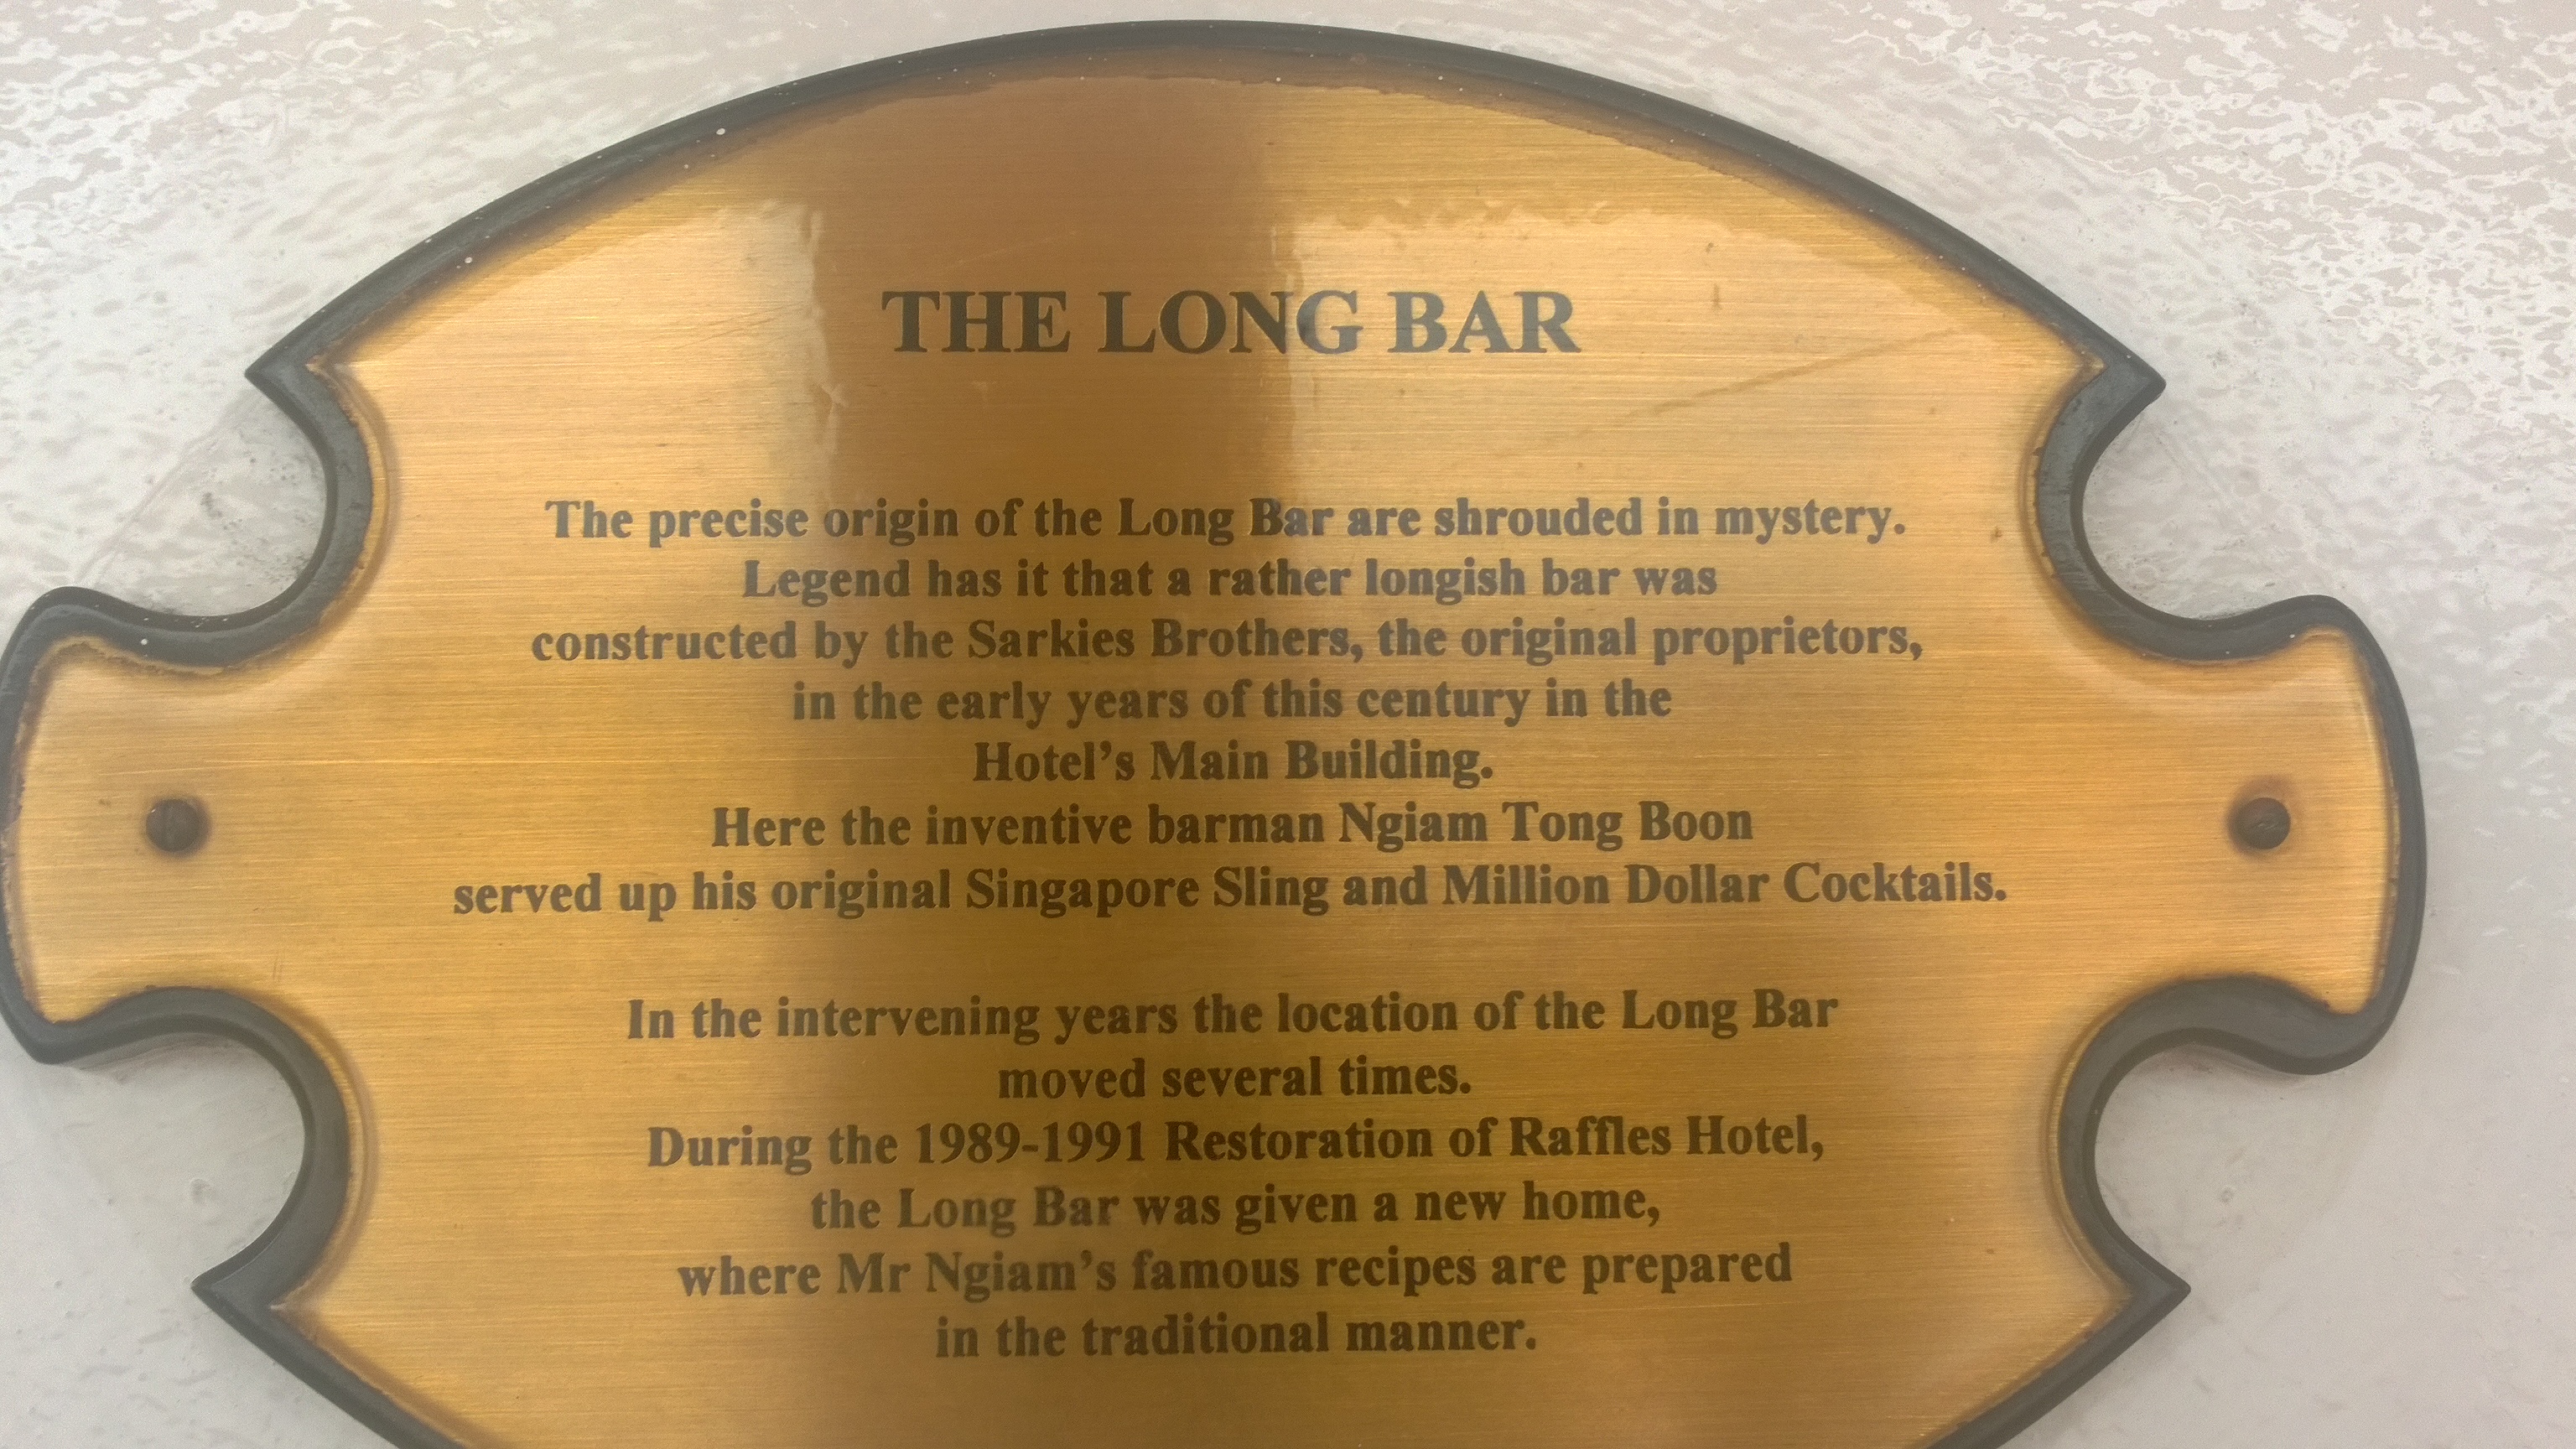 THE LONG BAR
The precise origin of the Long Bar are shrouded in mystery.
Legend has it that a rather longish bar was
constructed by the Sarkies Brothers, the original proprietors,
in the early years of this century in the
Hotel's Main Building.
Here the inventive barman Ngiam Tong Boon
served up his original Singapore Sling and Million Dollar Cocktails.
In the intervening years the location of the Long Bar
moved several times.
During the 1989-1991 Restoration of Raffles Hotel,
the Long Bar was given a new home,
where Mr Ngiam's famous recipes are prepared
in the traditional manner.